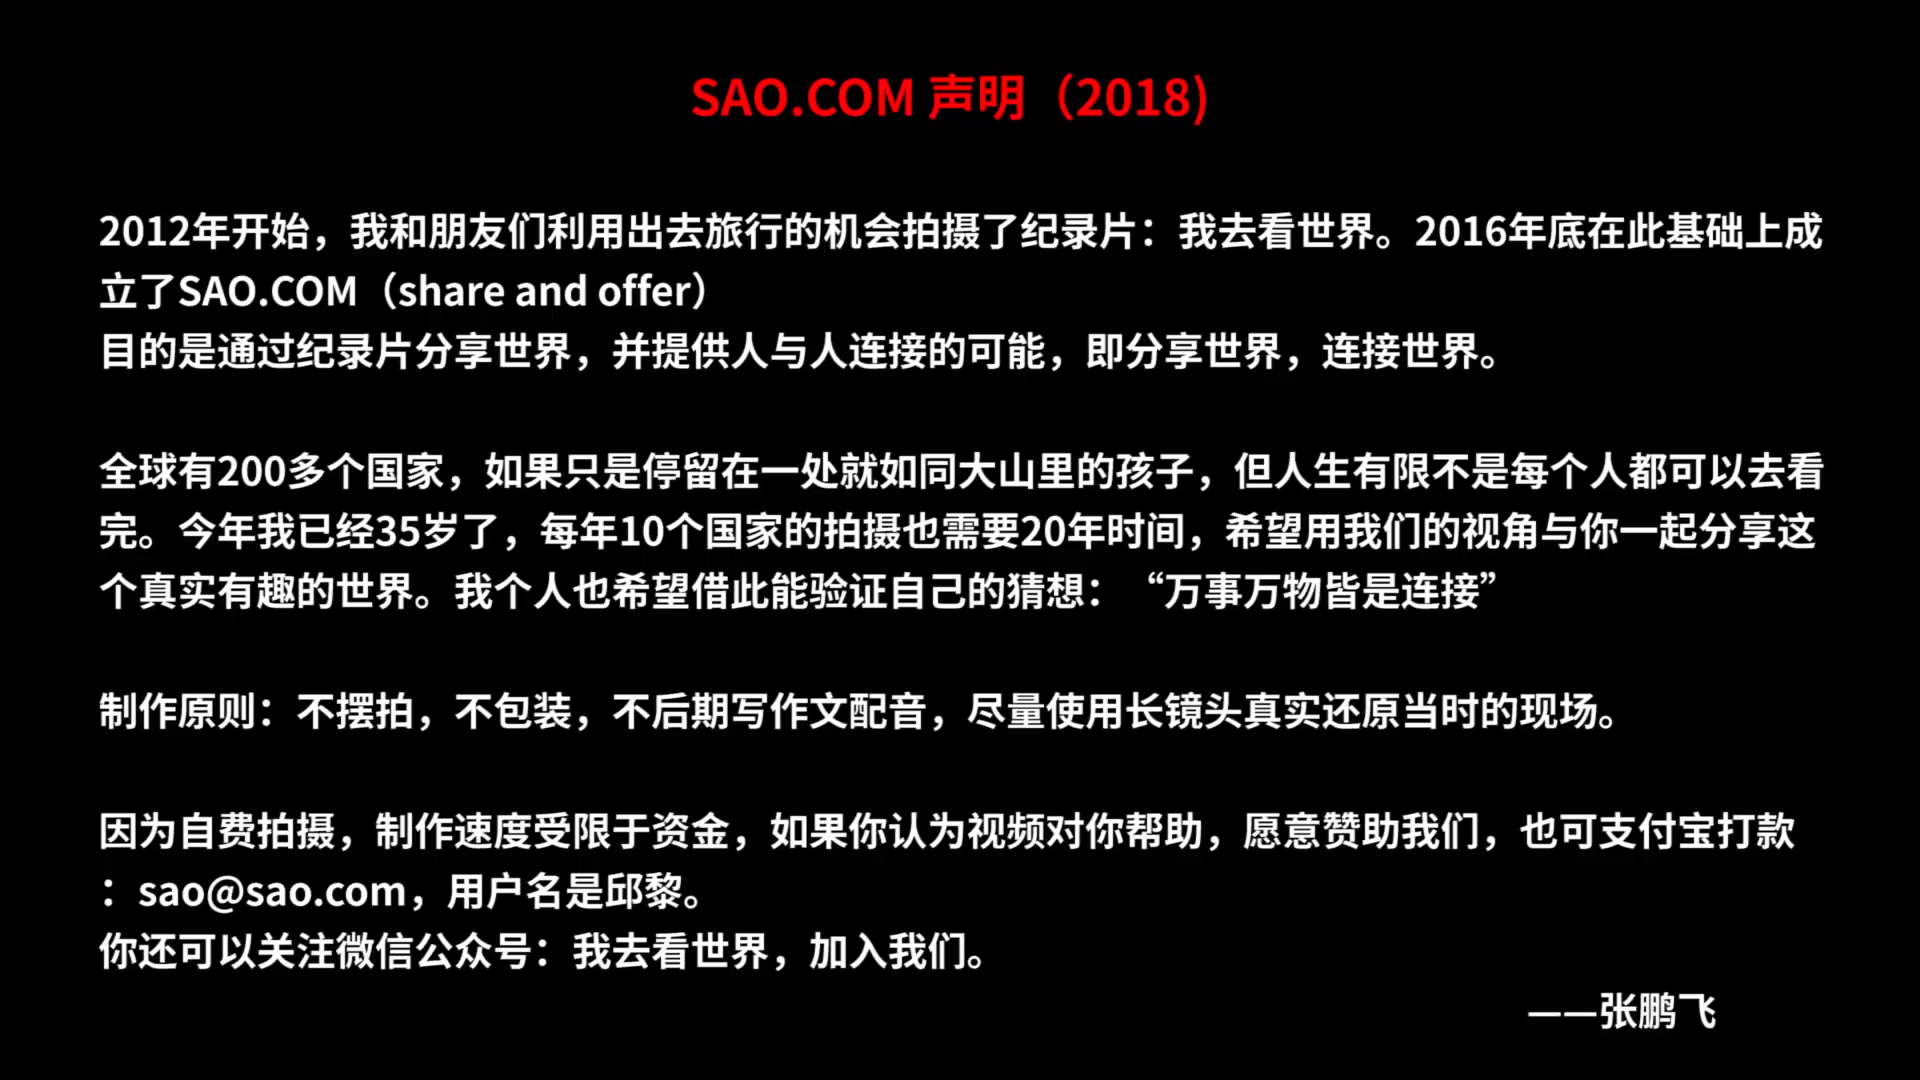 SAO.COM 声明（2018)
2012年开始，我和朋友们利用出去旅行的机会拍摄了纪录片：我去看世界。2016年底在此基础上成
立了SAO.COM（share and offer）
目的是通过纪录片分享世界，并提供人与人连接的可能，即分享世界，连接世界。
全球有200多个国家，如果只是停留在一处就如同大山里的孩子，但人生有限不是每个人都可以去看
完。今年我已经35岁了，每年10个国家的拍摄也需要20年时间，希望用我们的视角与你一起分享这
个真实有趣的世界。我个人也希望借此能验证自己的猜想：“万事万物皆是连接”
制作原则：不摆拍，不包装，不后期写作文配音，尽量使用长镜头真实还原当时的现场。
因为自费拍摄，制作速度受限于资金，如果你认为视频对你帮助，愿意赞助我们，也可支付宝打款
：sao@sao.com，用户名是邱黎。
你还可以关注微信公众号：我去看世界，加入我们。
——张鹏飞